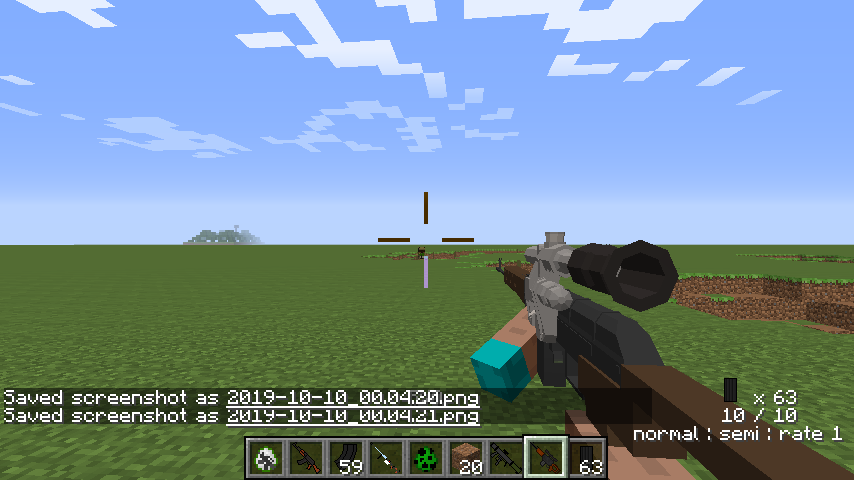 Saved screenshot as 2019-10-10_00.04.20.png
Saved screenshot as 2019-10-10_00.04.21.png
x 63
10 / 10
normal : semi : rate 1
59
20
63